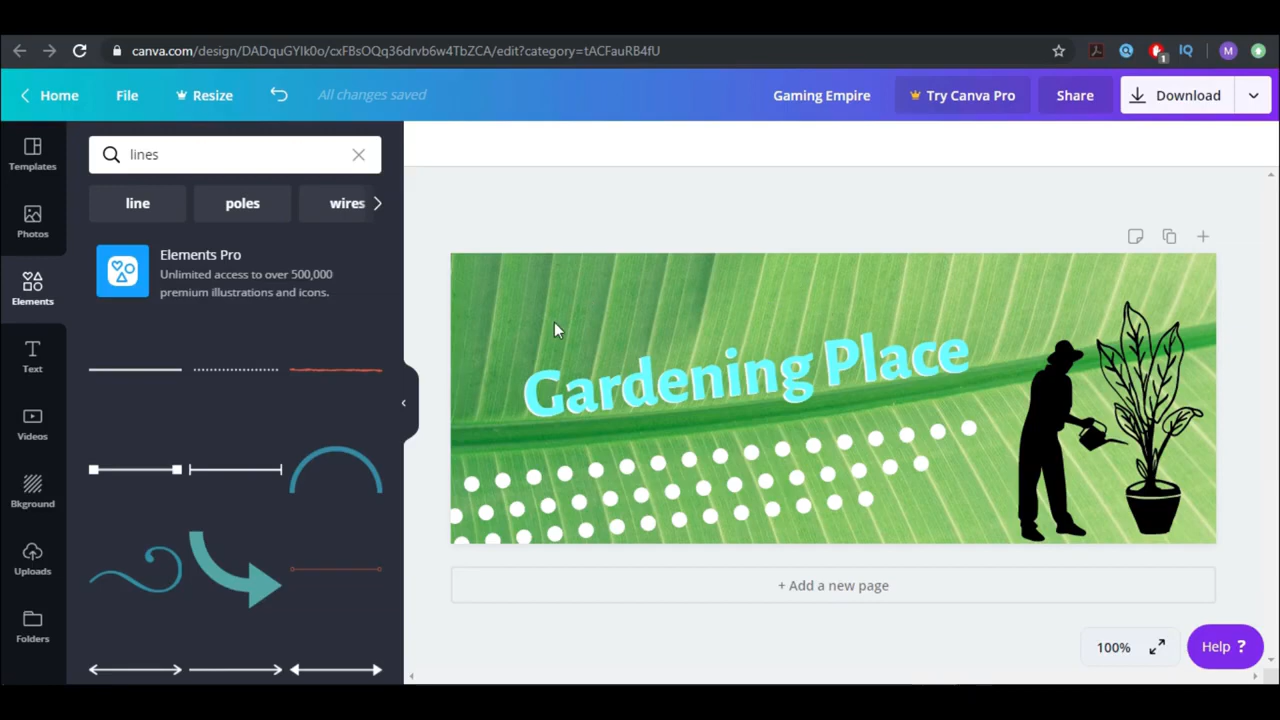 canva.com/design/DADquGYIk0o/cxFBsOQq36drvb6w4TbZCA/edit?category=tACFauRB4fU
1
IQ
M
Home
File
Resize
All changes saved
Gaming Empire
Try Canva Pro
Share
Download
Templates
Photos
Elements
Text
Videos
Bkground
Uploads
Folders
lines
line
poles
wires
Elements Pro
Unlimited access to over 500,000
premium illustrations and icons.
Gardening Place
+ Add a new page
100%
Help ?